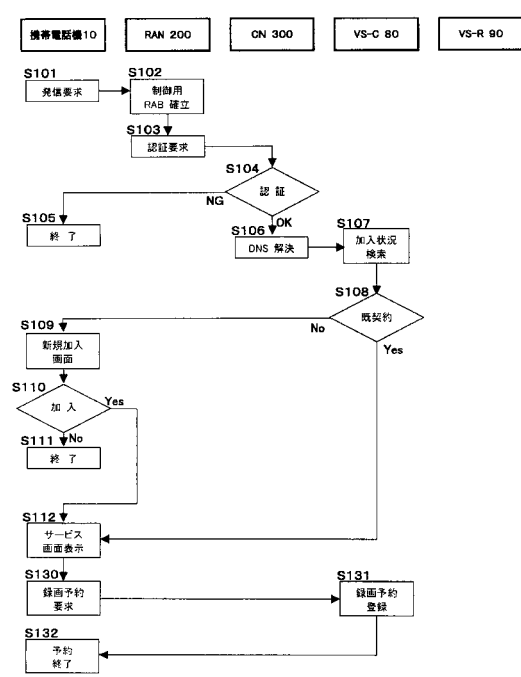 携帯電話機10
RAN 200
CN 300
VS-C 80
VS-R 90
S101
発信要求
S102
制御用
RAB 確立
S103
認証要求
S104
認 証
NG
OK
S105
終 了
S106
DNS 解決
S107
加入状況
検索
S108
既契約
No
Yes
S109
新規加入
画面
S110
加 入
Yes
No
S111
終 了
S112
サービス
画面表示
S130
録画予約
要求
S131
録画予約
登録
S132
予約
終了